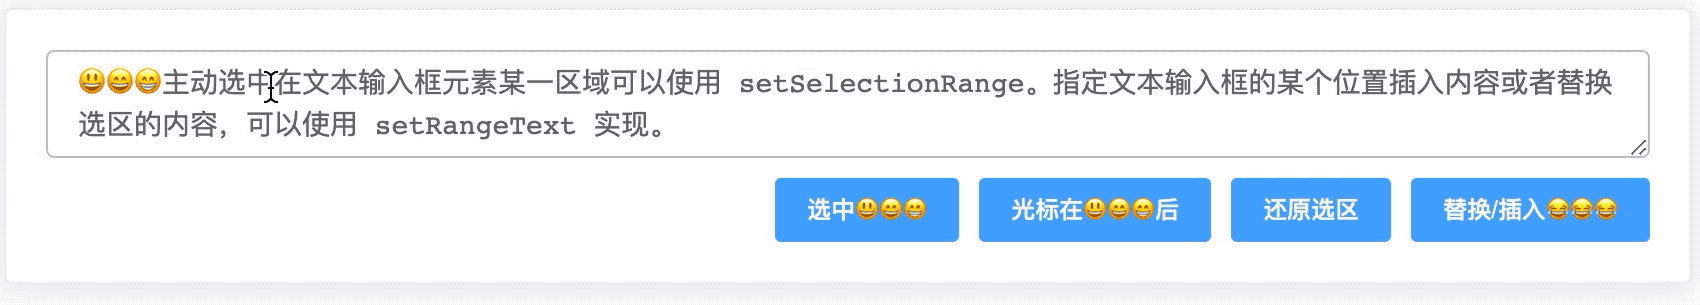 😃😄😁主动选中在文本输入框元素某一区域可以使用 setSelectionRange。指定文本输入框的某个位置插入内容或者替换
选区的内容，可以使用 setRangeText 实现。
选中😃😄😁 光标在😃😄😁后 还原选区 替换/插入😂😂😂